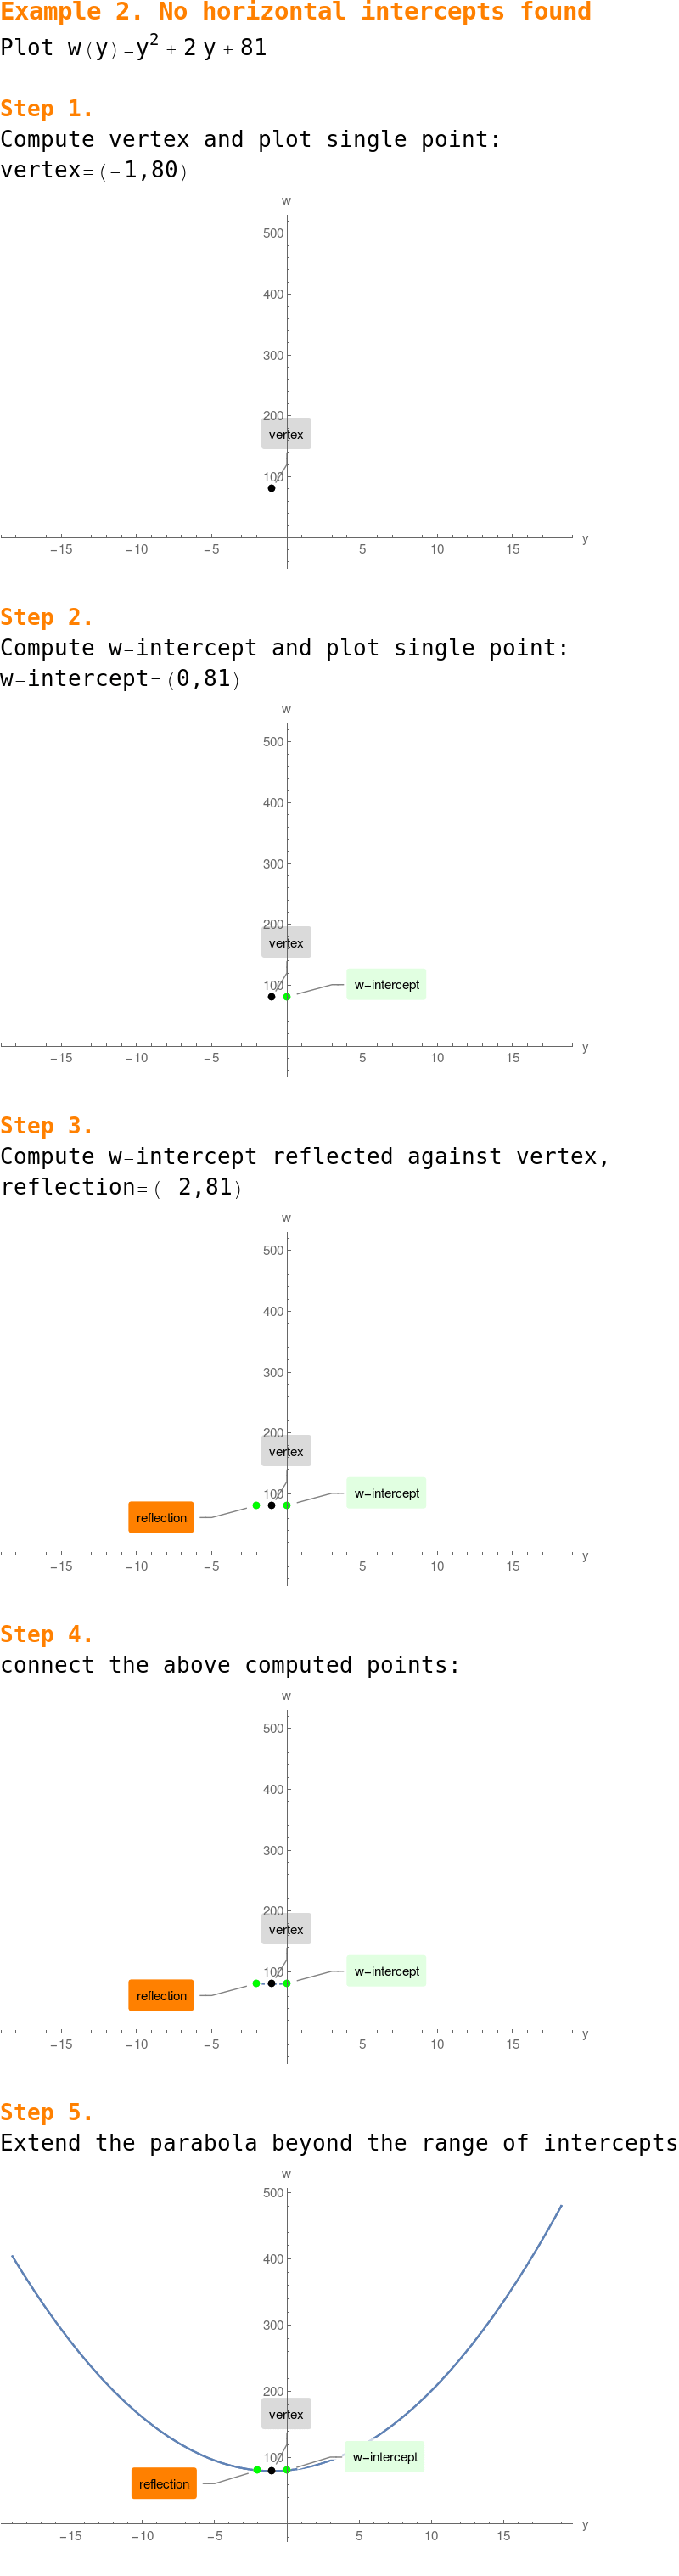 Example 2. No horizontal intercepts found
Plot w(y)=y² + 2 y + 81
Step 1.
Compute vertex and plot single point:
vertex=(−1,80)
w
500
400
300
200
vertex
100
−15 −10 −5 5 10 15 y
Step 2.
Compute w−intercept and plot single point:
w−intercept=(0,81)
w
500
400
300
200
vertex
100 w−intercept
−15 −10 −5 5 10 15 y
Step 3.
Compute w−intercept reflected against vertex,
reflection=(−2,81)
w
500
400
300
200
vertex
100 w−intercept
reflection
−15 −10 −5 5 10 15 y
Step 4.
connect the above computed points:
w
500
400
300
200
vertex
100 w−intercept
reflection
−15 −10 −5 5 10 15 y
Step 5.
Extend the parabola beyond the range of intercepts
w
500
400
300
200
vertex
100 w−intercept
reflection
−15 −10 −5 5 10 15 y